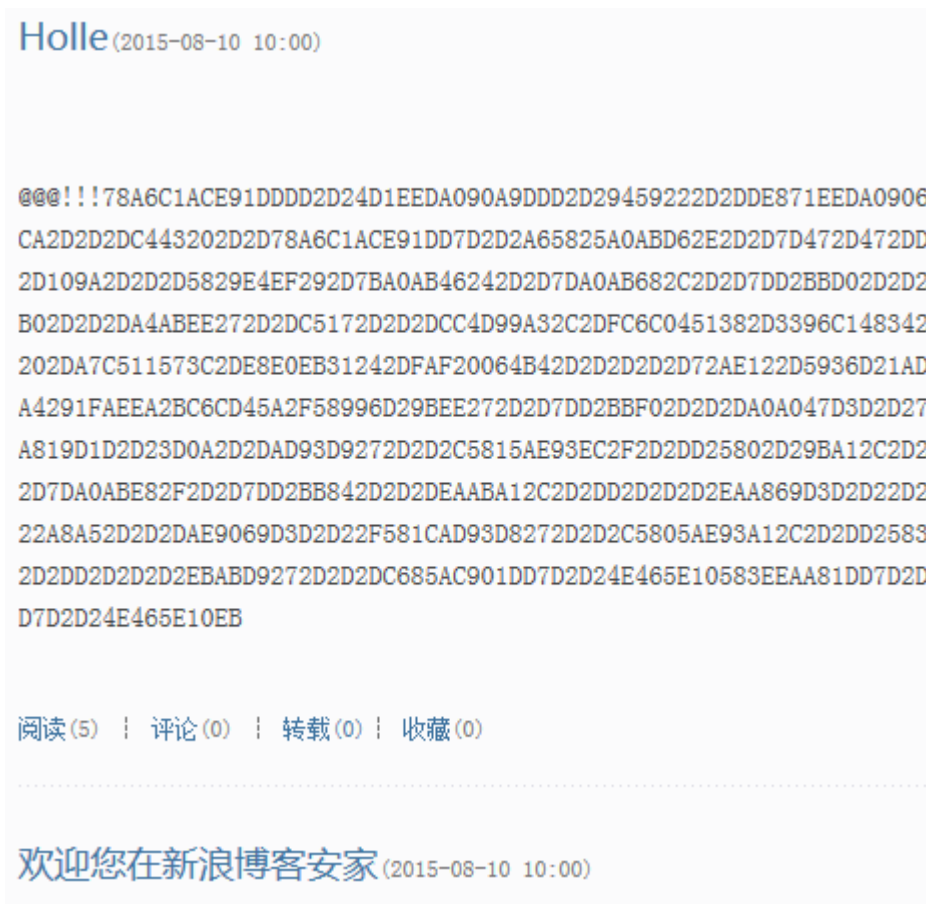 Holle(2015-08-10 10:00)
@@@!!!78A6C1ACE91DDDD2D24D1EEDA090A9DDD2D29459222D2DDE871EEDA0906
CA2D2D2DC443202D2D78A6C1ACE91DD7D2D2A65825A0ABD62E2D2D7D472D472DD
2D109A2D2D2D5829E4EF292D7BA0AB46242D2D7DA0AB682C2D2D7DD2BBD02D2D2
B02D2D2DA4ABEE272D2DC5172D2D2DCC4D99A32C2DFC6C0451382D3396C148342
202DA7C511573C2DE8E0EB31242DFAF20064B42D2D2D2D2D72AE122D5936D21AD
A4291FAEEA2BC6CD45A2F58996D29BEE272D2D7DD2BBF02D2D2DA0A047D3D2D27
A819D1D2D23D0A2D2DAD93D9272D2D2C5815AE93EC2F2D2DD25802D29BA12C2D2
2D7DA0ABE82F2D2D7DD2BB842D2D2DEAABA12C2D2DD2D2D2D2EAA869D3D2D22D2
22A8A52D2D2DAE9069D3D2D22F581CAD93D8272D2D2C5805AE93A12C2D2DD2583
2D2DD2D2D2D2EBABD9272D2D2DC685AC901DD7D2D24E465E10583EEAA81DD7D2D
D7D2D24E465E10EB
阅读(5) ┆ 评论(0) ┆ 转载(0)┆ 收藏(0)
欢迎您在新浪博客安家(2015-08-10 10:00)